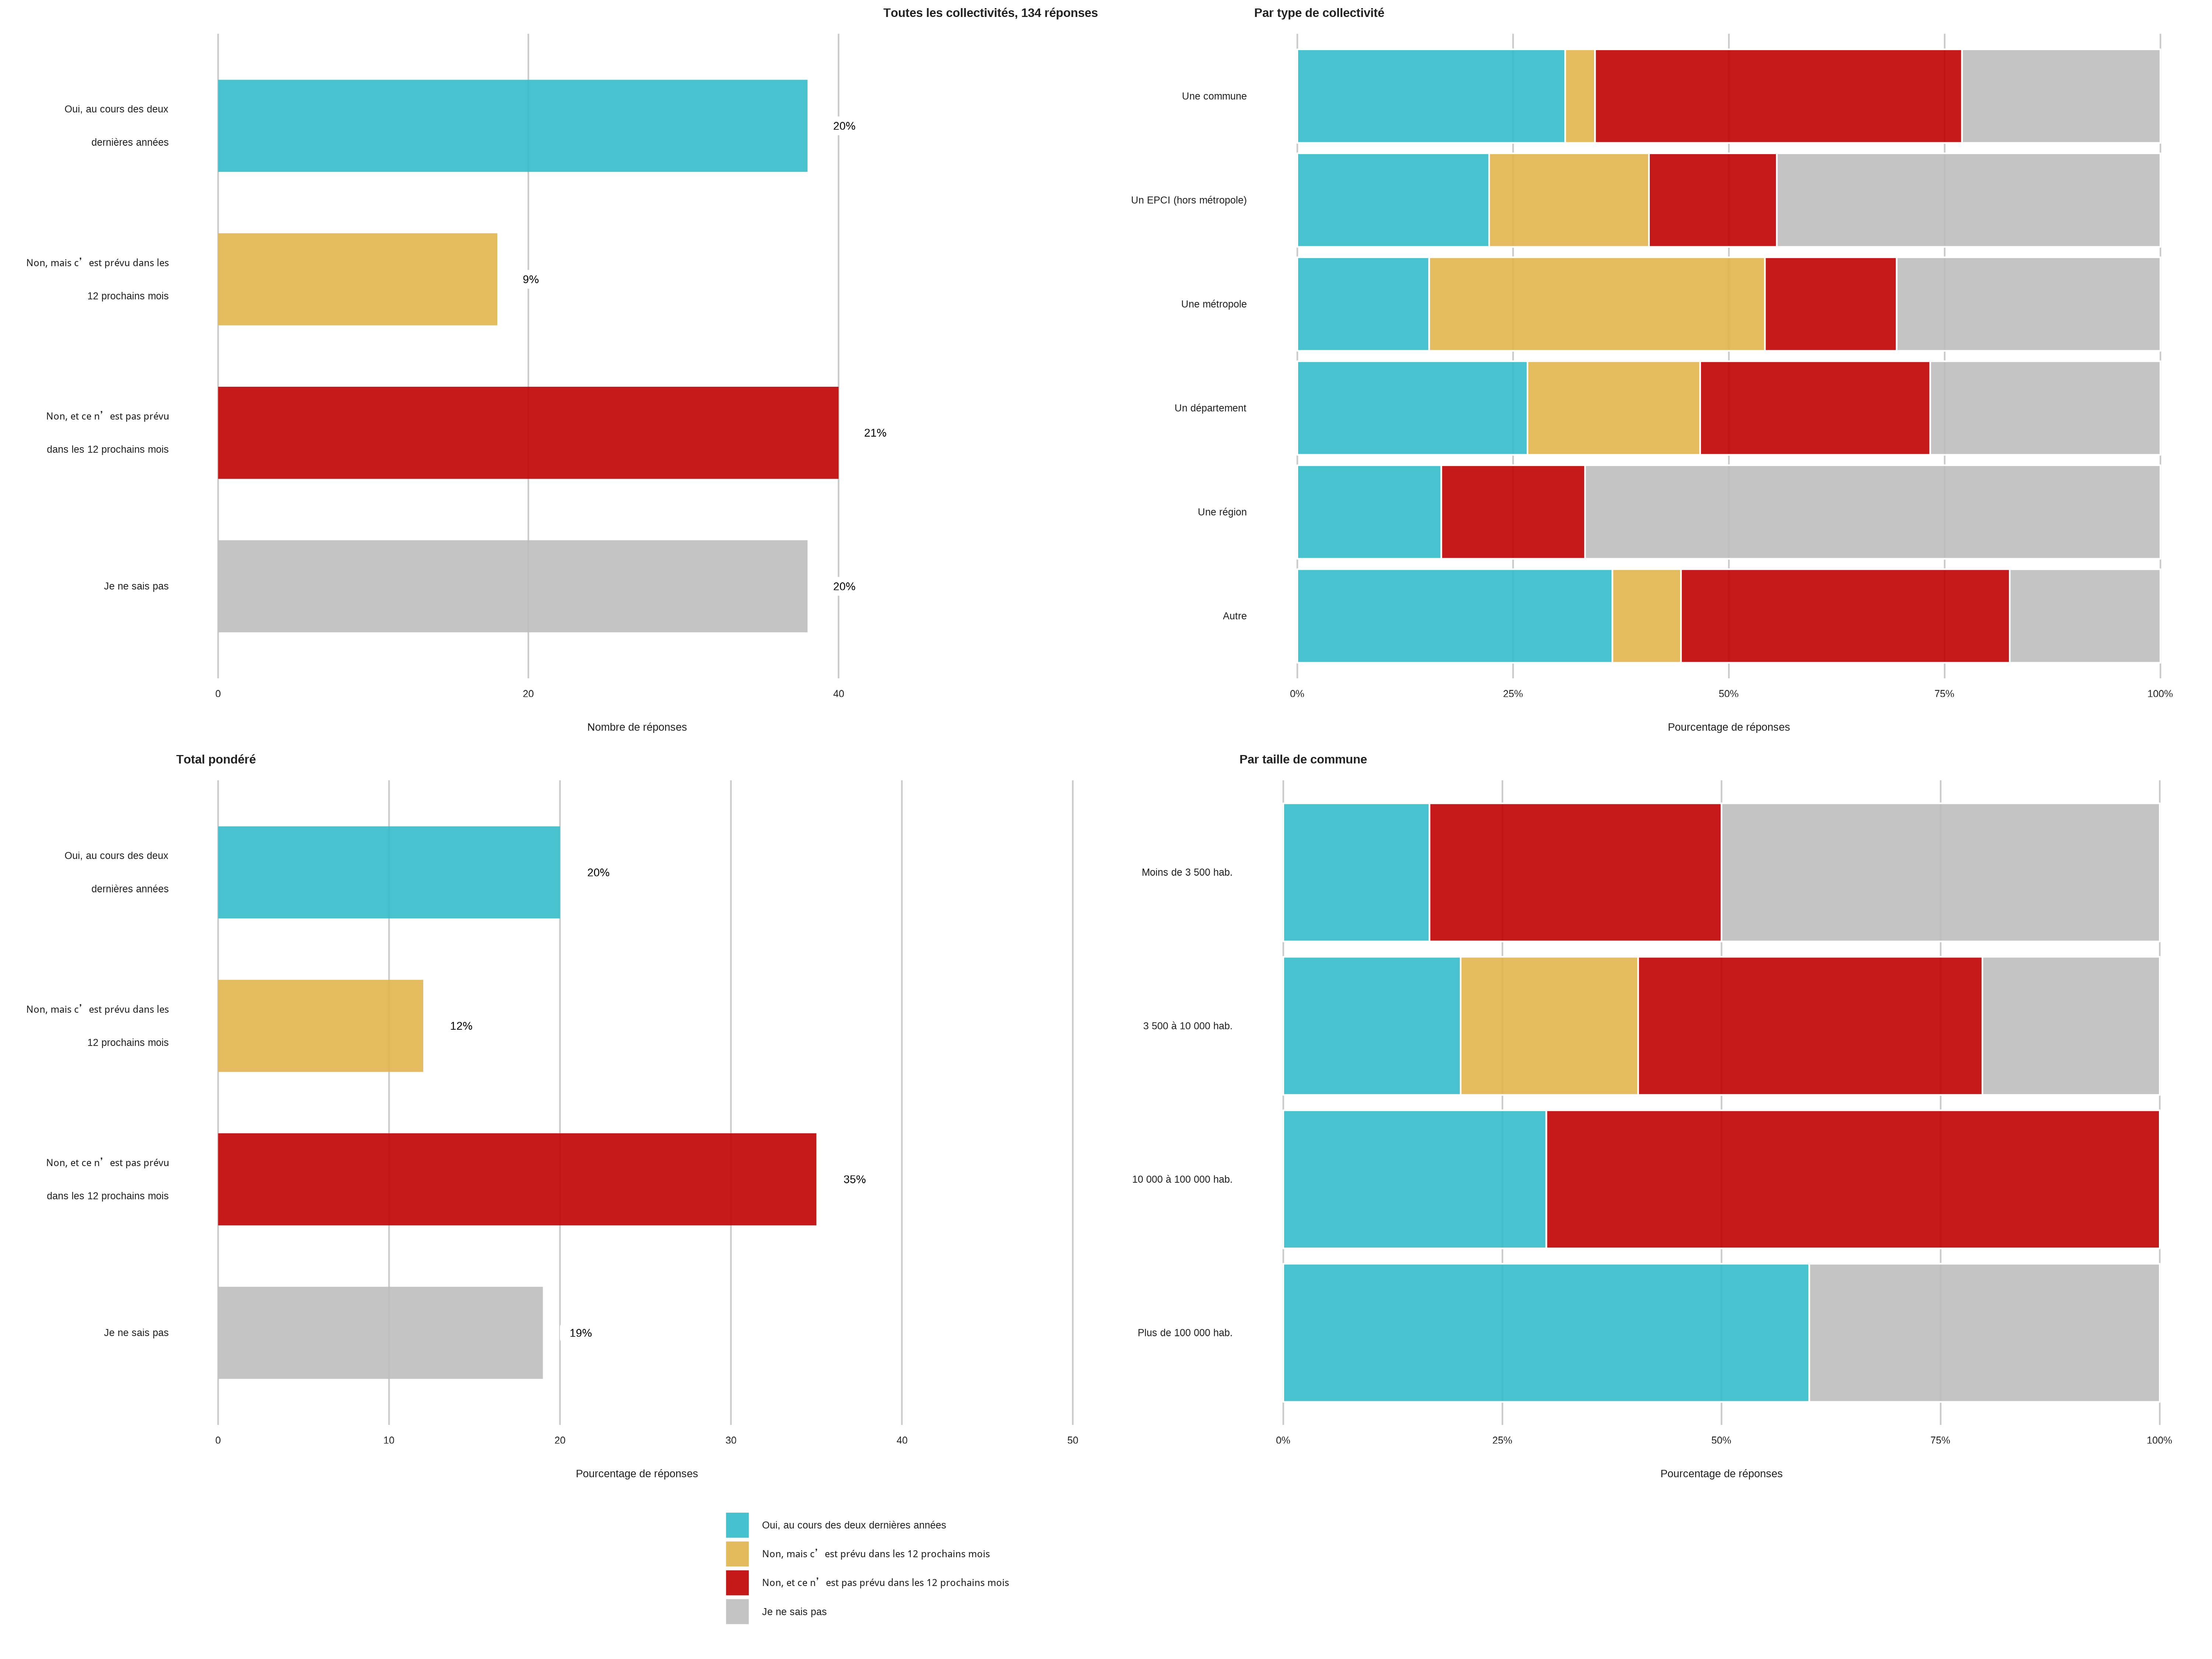 Toutes les collectivités, 134 réponses
Oui, au cours des deux
dernières années
20%
Non, mais c’est prévu dans les
12 prochains mois
9%
Non, et ce n’est pas prévu
dans les 12 prochains mois
21%
Je ne sais pas
20%
0 20 40
Nombre de réponses
Par type de collectivité
Une commune
Un EPCI (hors métropole)
Une métropole
Un département
Une région
Autre
0% 25% 50% 75% 100%
Pourcentage de réponses
Total pondéré
Oui, au cours des deux
dernières années
20%
Non, mais c’est prévu dans les
12 prochains mois
12%
Non, et ce n’est pas prévu
dans les 12 prochains mois
35%
Je ne sais pas
19%
0 10 20 30 40 50
Pourcentage de réponses
Par taille de commune
Moins de 3 500 hab.
3 500 à 10 000 hab.
10 000 à 100 000 hab.
Plus de 100 000 hab.
0% 25% 50% 75% 100%
Pourcentage de réponses
Oui, au cours des deux dernières années
Non, mais c’est prévu dans les 12 prochains mois
Non, et ce n’est pas prévu dans les 12 prochains mois
Je ne sais pas